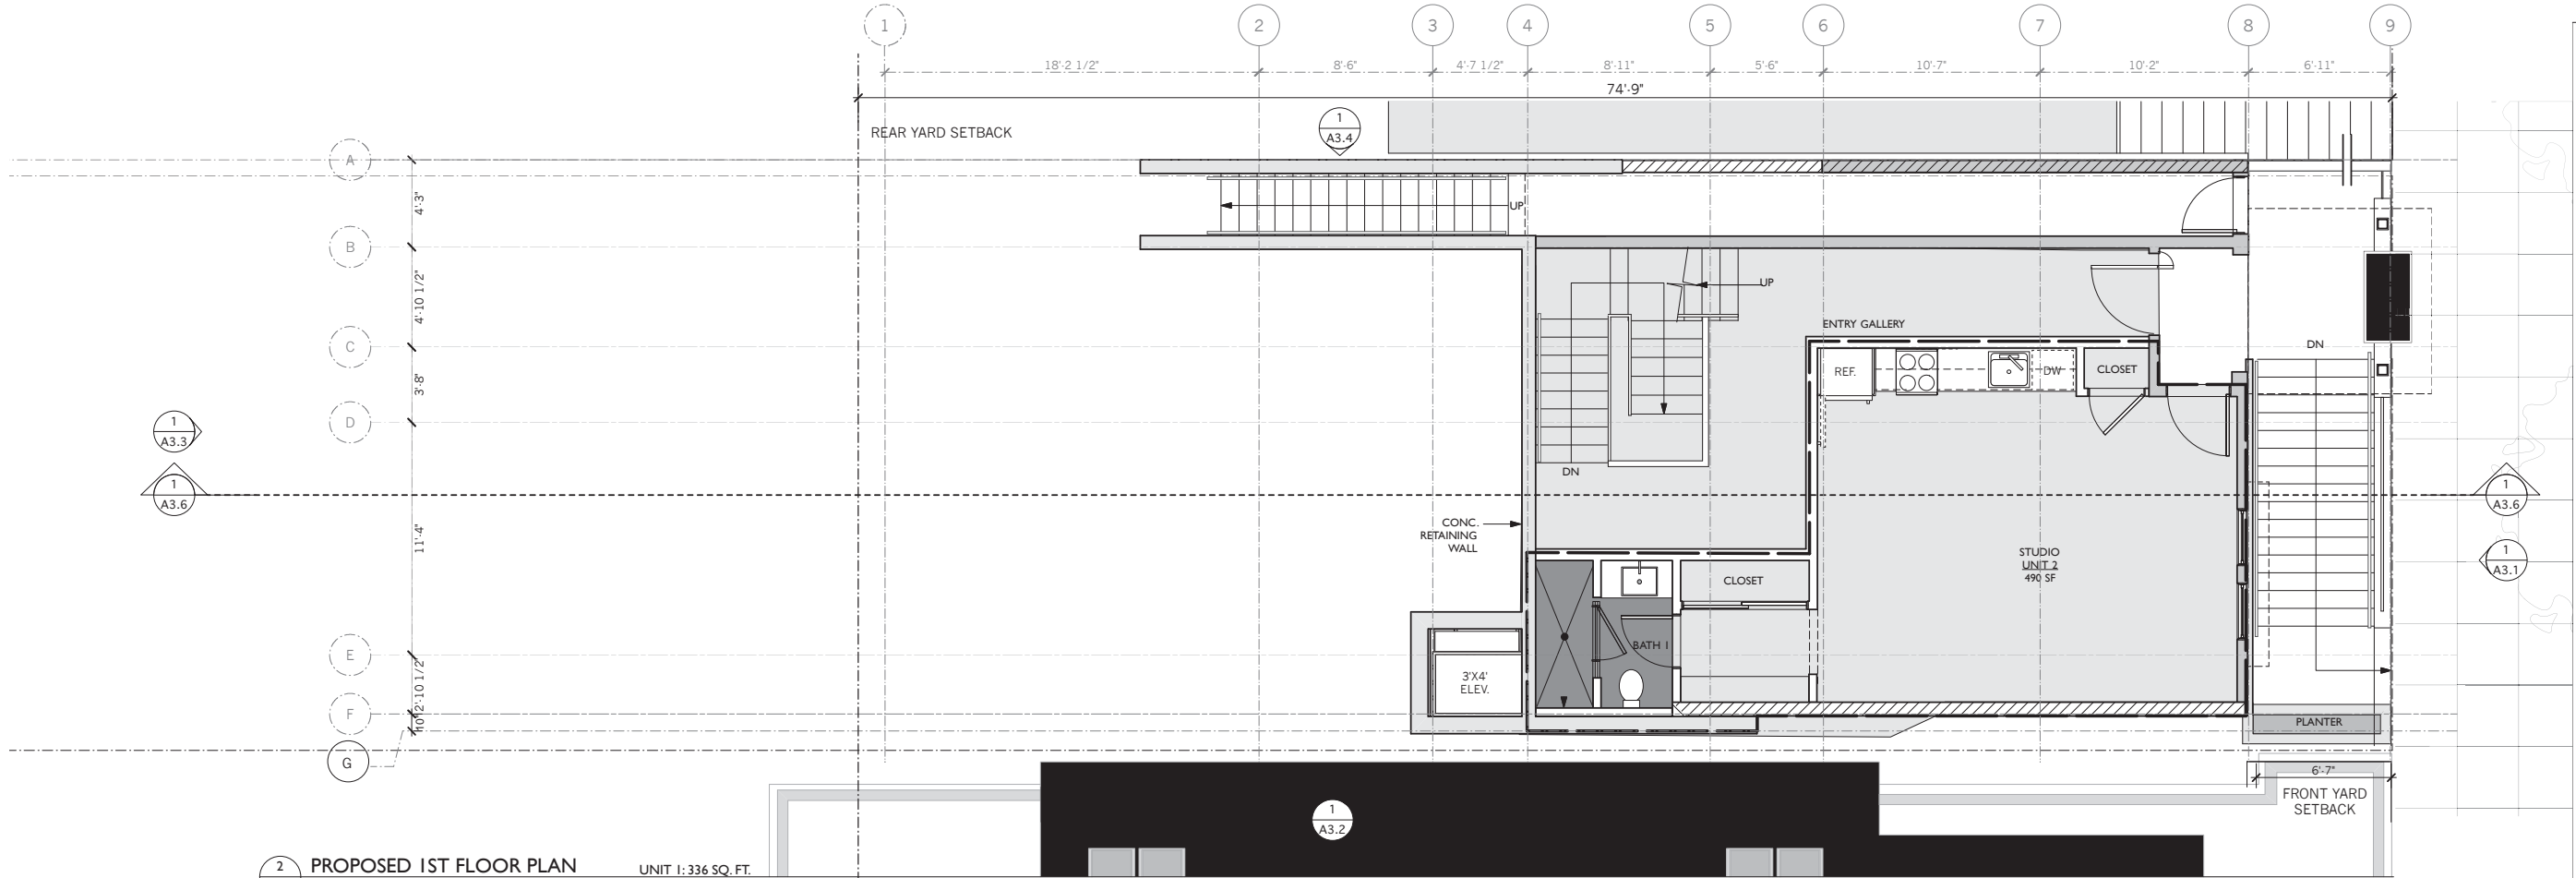 1 2 3 4 5 6 7 8 9
18'-2 1/2" 8'-6" 4'-7 1/2" 8'-11" 5'-6" 10'-7" 10'-2" 6'-11"
74'-9"
REAR YARD SETBACK
1
A3.4
A
4'-3"
UP
B
4'-10 1/2"
UP
ENTRY GALLERY
C
DN
REF.
DW
CLOSET
3'-8"
D
1
A3.3
DN
1
A3.6
1
A3.6
11'-4"
CONC.
RETAINING
WALL
STUDIO
UNIT 2
490 SF
1
A3.1
CLOSET
BATH 1
E
3'X4'
ELEV.
2'-10 1/2"
F
10"
PLANTER
G
6'-7"
FRONT YARD
SETBACK
1
A3.2
2
PROPOSED 1ST FLOOR PLAN
UNIT 1: 336 SQ. FT.